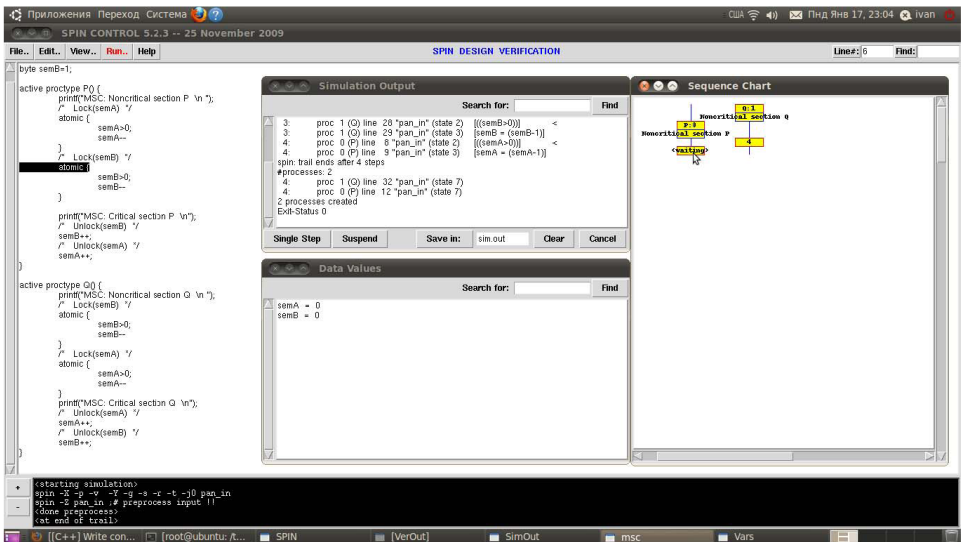 Приложения Переход Система
США
Пнд Янв 17, 23:04
ivan
SPIN CONTROL 5.2.3 -- 25 November 2009
File.. Edit.. View.. Run.. Help
SPIN DESIGN VERIFICATION
Line#: 6 Find:
byte semB=1;
active proctype P() {
printf("MSC: Noncritical section P \n ");
/* Lock(semA) */
atomic {
semA>0;
semA--
}
/* Lock(semB) */
atomic {
semB>0;
semB--
}
printf("MSC: Critical section P \n");
/* Unlock(semB) */
semB++;
/* Unlock(semA) */
semA++;
}
active proctype Q() {
printf("MSC: Noncritical section Q \n ");
/* Lock(semB) */
atomic {
semB>0;
semB--
}
/* Lock(semA) */
atomic {
semA>0;
semA--
}
printf("MSC: Critical section Q \n");
/* Unlock(semA) */
semA++;
/* Unlock(semB) */
semB++;
}
Simulation Output
Search for: Find
3: proc 1 (Q) line 28 "pan_in" (state 2) [((semB>0))] <
3: proc 1 (Q) line 29 "pan_in" (state 3) [semB = (semB-1)]
4: proc 0 (P) line 8 "pan_in" (state 2) [((semA>0))] <
4: proc 0 (P) line 9 "pan_in" (state 3) [semA = (semA-1)]
spin: trail ends after 4 steps
#processes: 2
4: proc 1 (Q) line 32 "pan_in" (state 7)
4: proc 0 (P) line 12 "pan_in" (state 7)
2 processes created
Exit-Status 0
Single Step Suspend Save in: sim.out Clear Cancel
Data Values
Search for: Find
semA = 0
semB = 0
Sequence Chart
Q:1
Noncritical section Q
P:0
Noncritical section P
4
<waiting>
+
-
<starting simulation>
spin -X -p -v -Y -g -s -r -t -j0 pan_in
spin -Z pan_in ;# preprocess input !!
<done preprocess>
<at end of trail>
[[C++] Write con... [root@ubuntu: /t... SPIN [VerOut] SimOut msc Vars